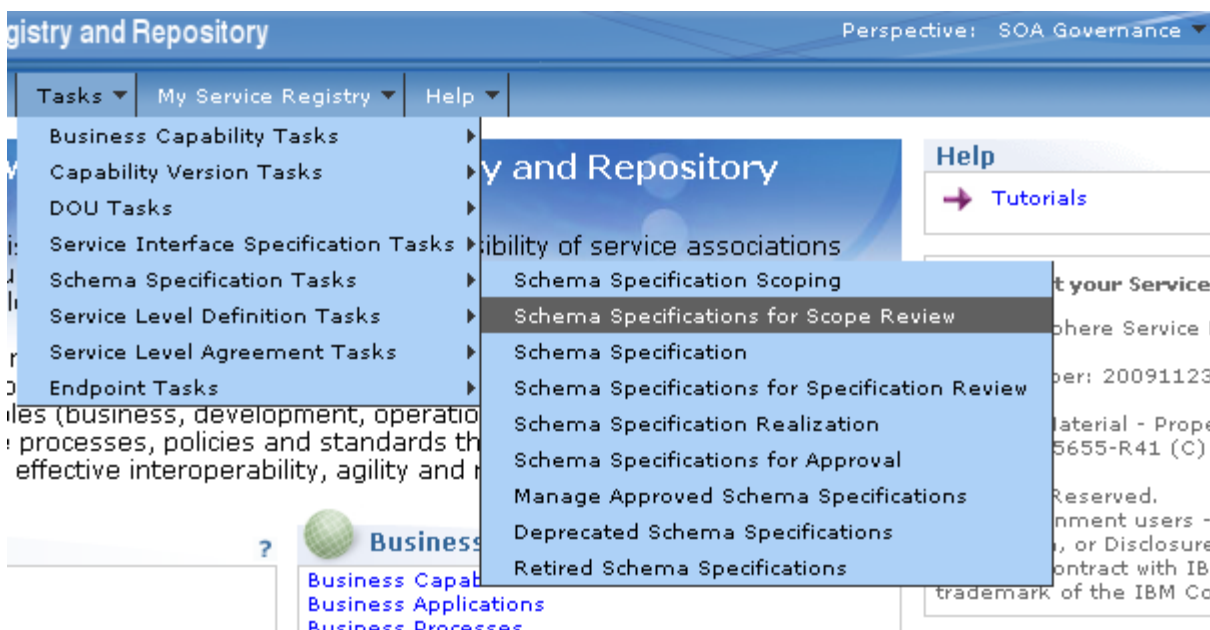 gistry and Repository
Perspective: SOA Governance
Tasks My Service Registry Help
Business Capability Tasks
Capability Version Tasks
DOU Tasks
Service Interface Specification Tasks
Schema Specification Tasks
Service Level Definition Tasks
Service Level Agreement Tasks
Endpoint Tasks
Schema Specification Scoping
Schema Specifications for Scope Review
Schema Specification
Schema Specifications for Specification Review
Schema Specification Realization
Schema Specifications for Approval
Manage Approved Schema Specifications
Deprecated Schema Specifications
Retired Schema Specifications
y and Repository
ibility of service associations
les (business, development, operatio
processes, policies and standards th
effective interoperability, agility and
?
Business
Business Capab
Business Applications
Business Processes
Help
Tutorials
t your Service
phere Service
ber: 20091123
Material - Prope
5655-R41 (C)
Reserved.
nment users -
, or Disclosure
ontract with IB
trademark of the IBM Co